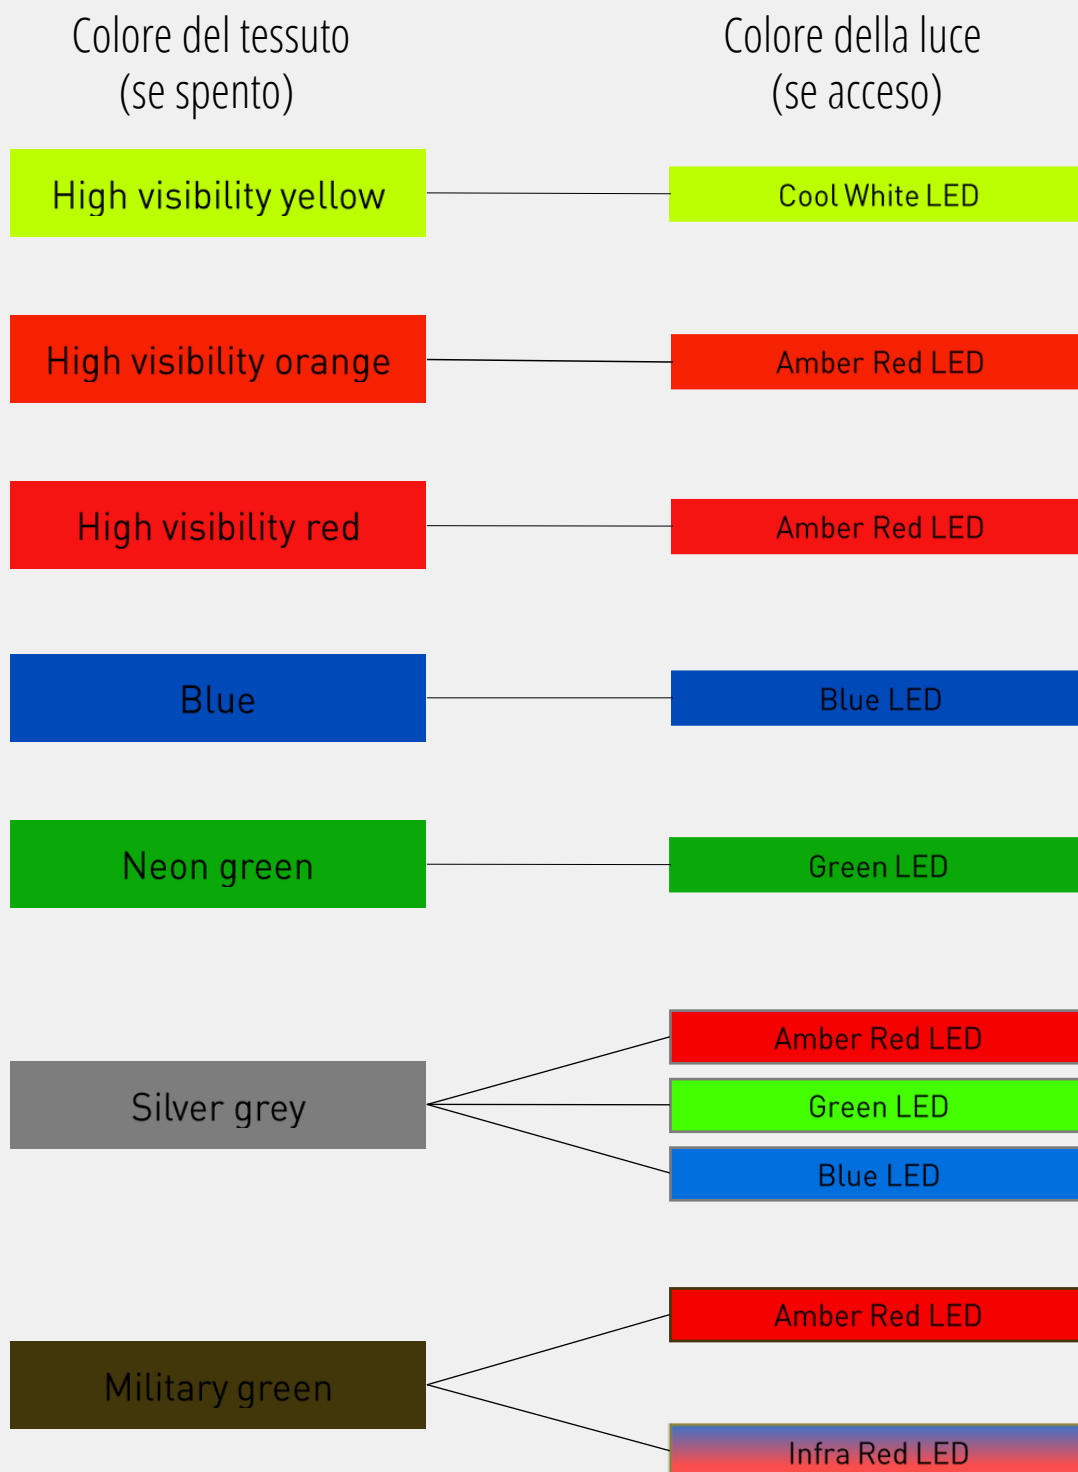 Colore del tessuto
(se spento)
Colore della luce
(se acceso)
High visibility yellow
Cool White LED
High visibility orange
Amber Red LED
High visibility red
Amber Red LED
Blue
Blue LED
Neon green
Green LED
Silver grey
Amber Red LED
Green LED
Blue LED
Military green
Amber Red LED
Infra Red LED